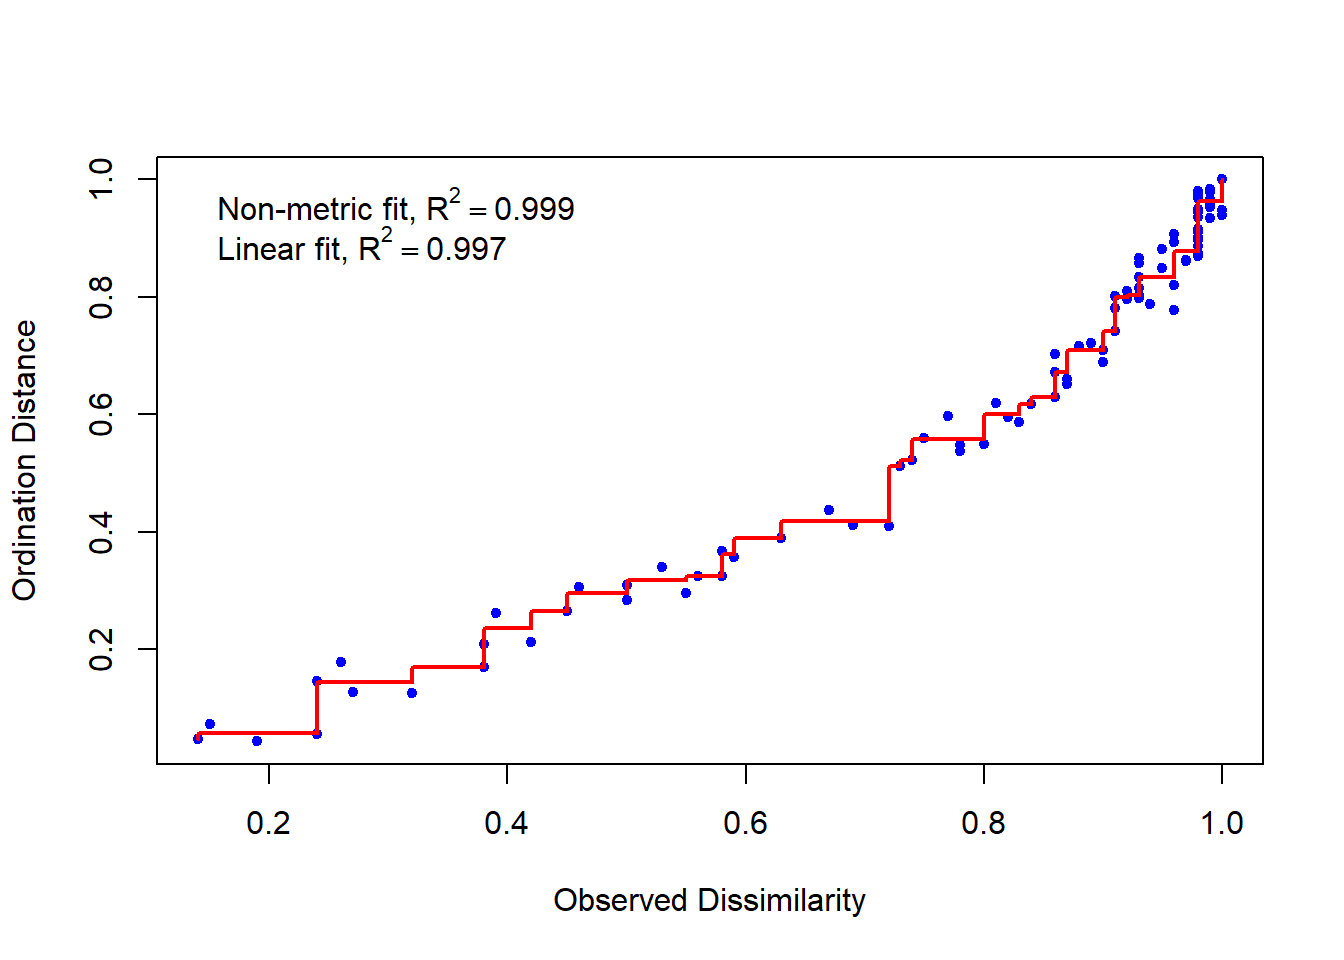 Non-metric fit, R² = 0.999
Linear fit, R² = 0.997
Ordination Distance
1.0
0.8
0.6
0.4
0.2
0.2 0.4 0.6 0.8 1.0
Observed Dissimilarity